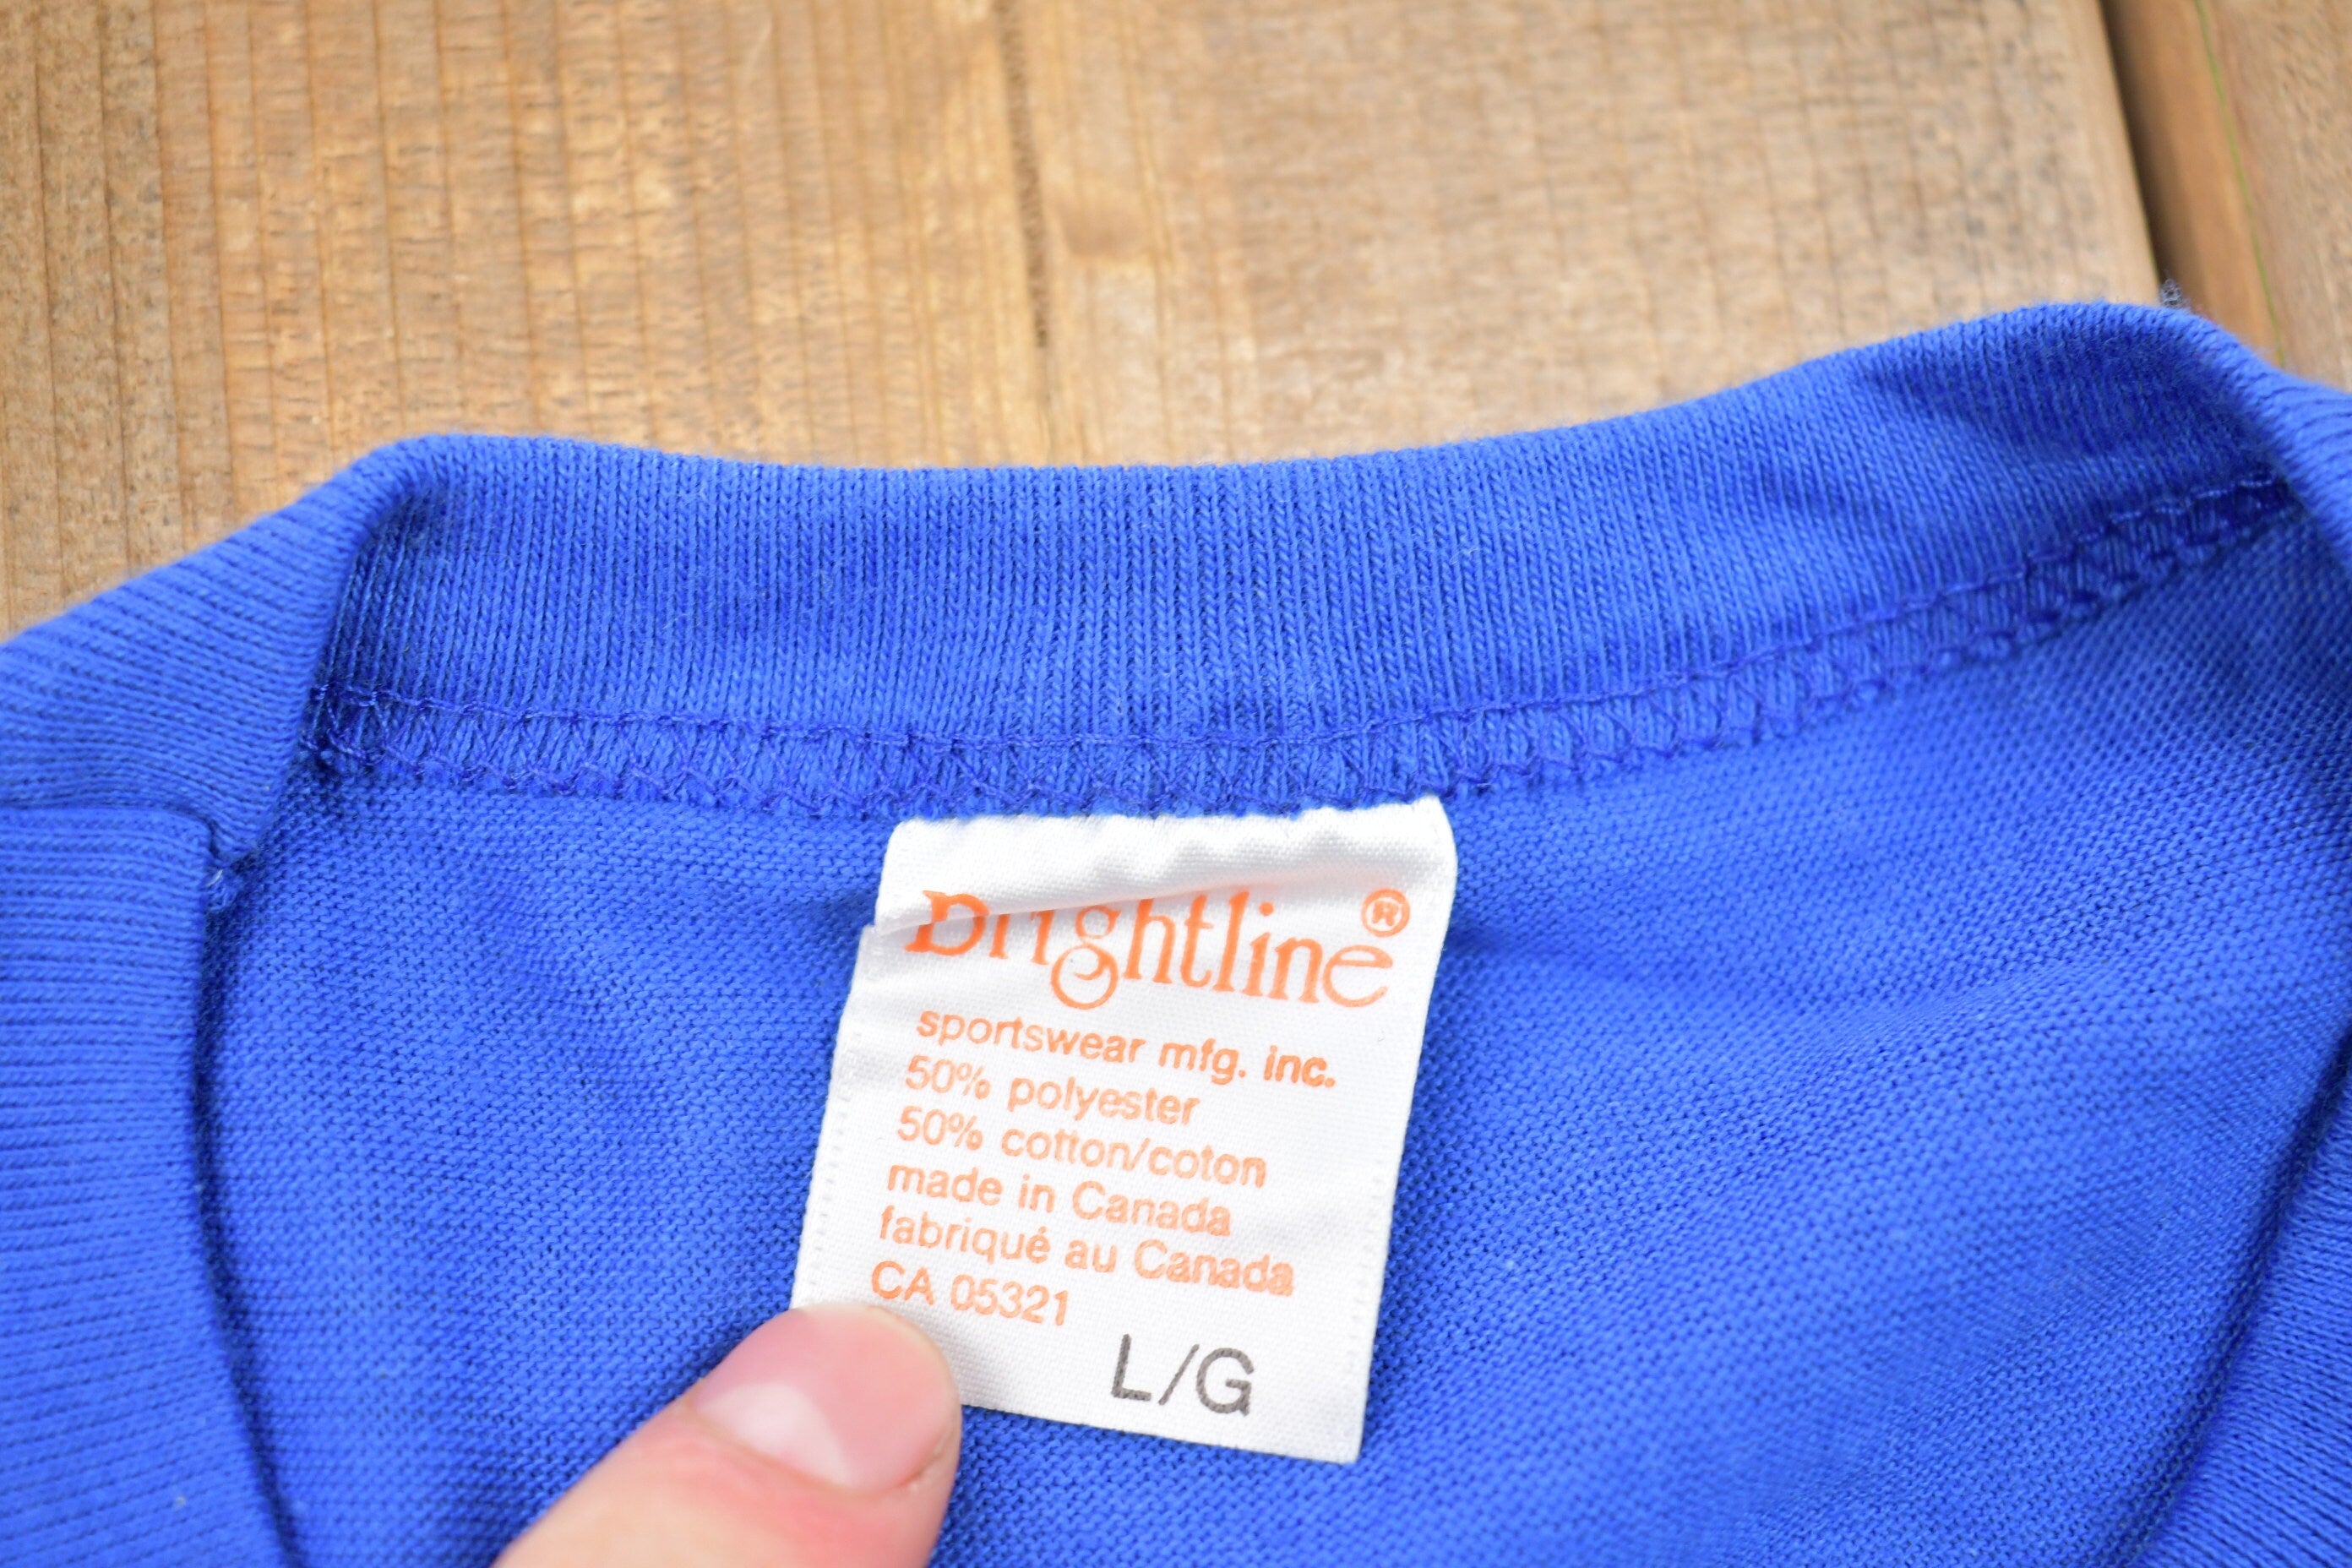 Brightline®
sportswear mfg. inc.
50% polyester
50% cotton/coton
made in Canada
fabriqué au Canada
CA 05321
L/G